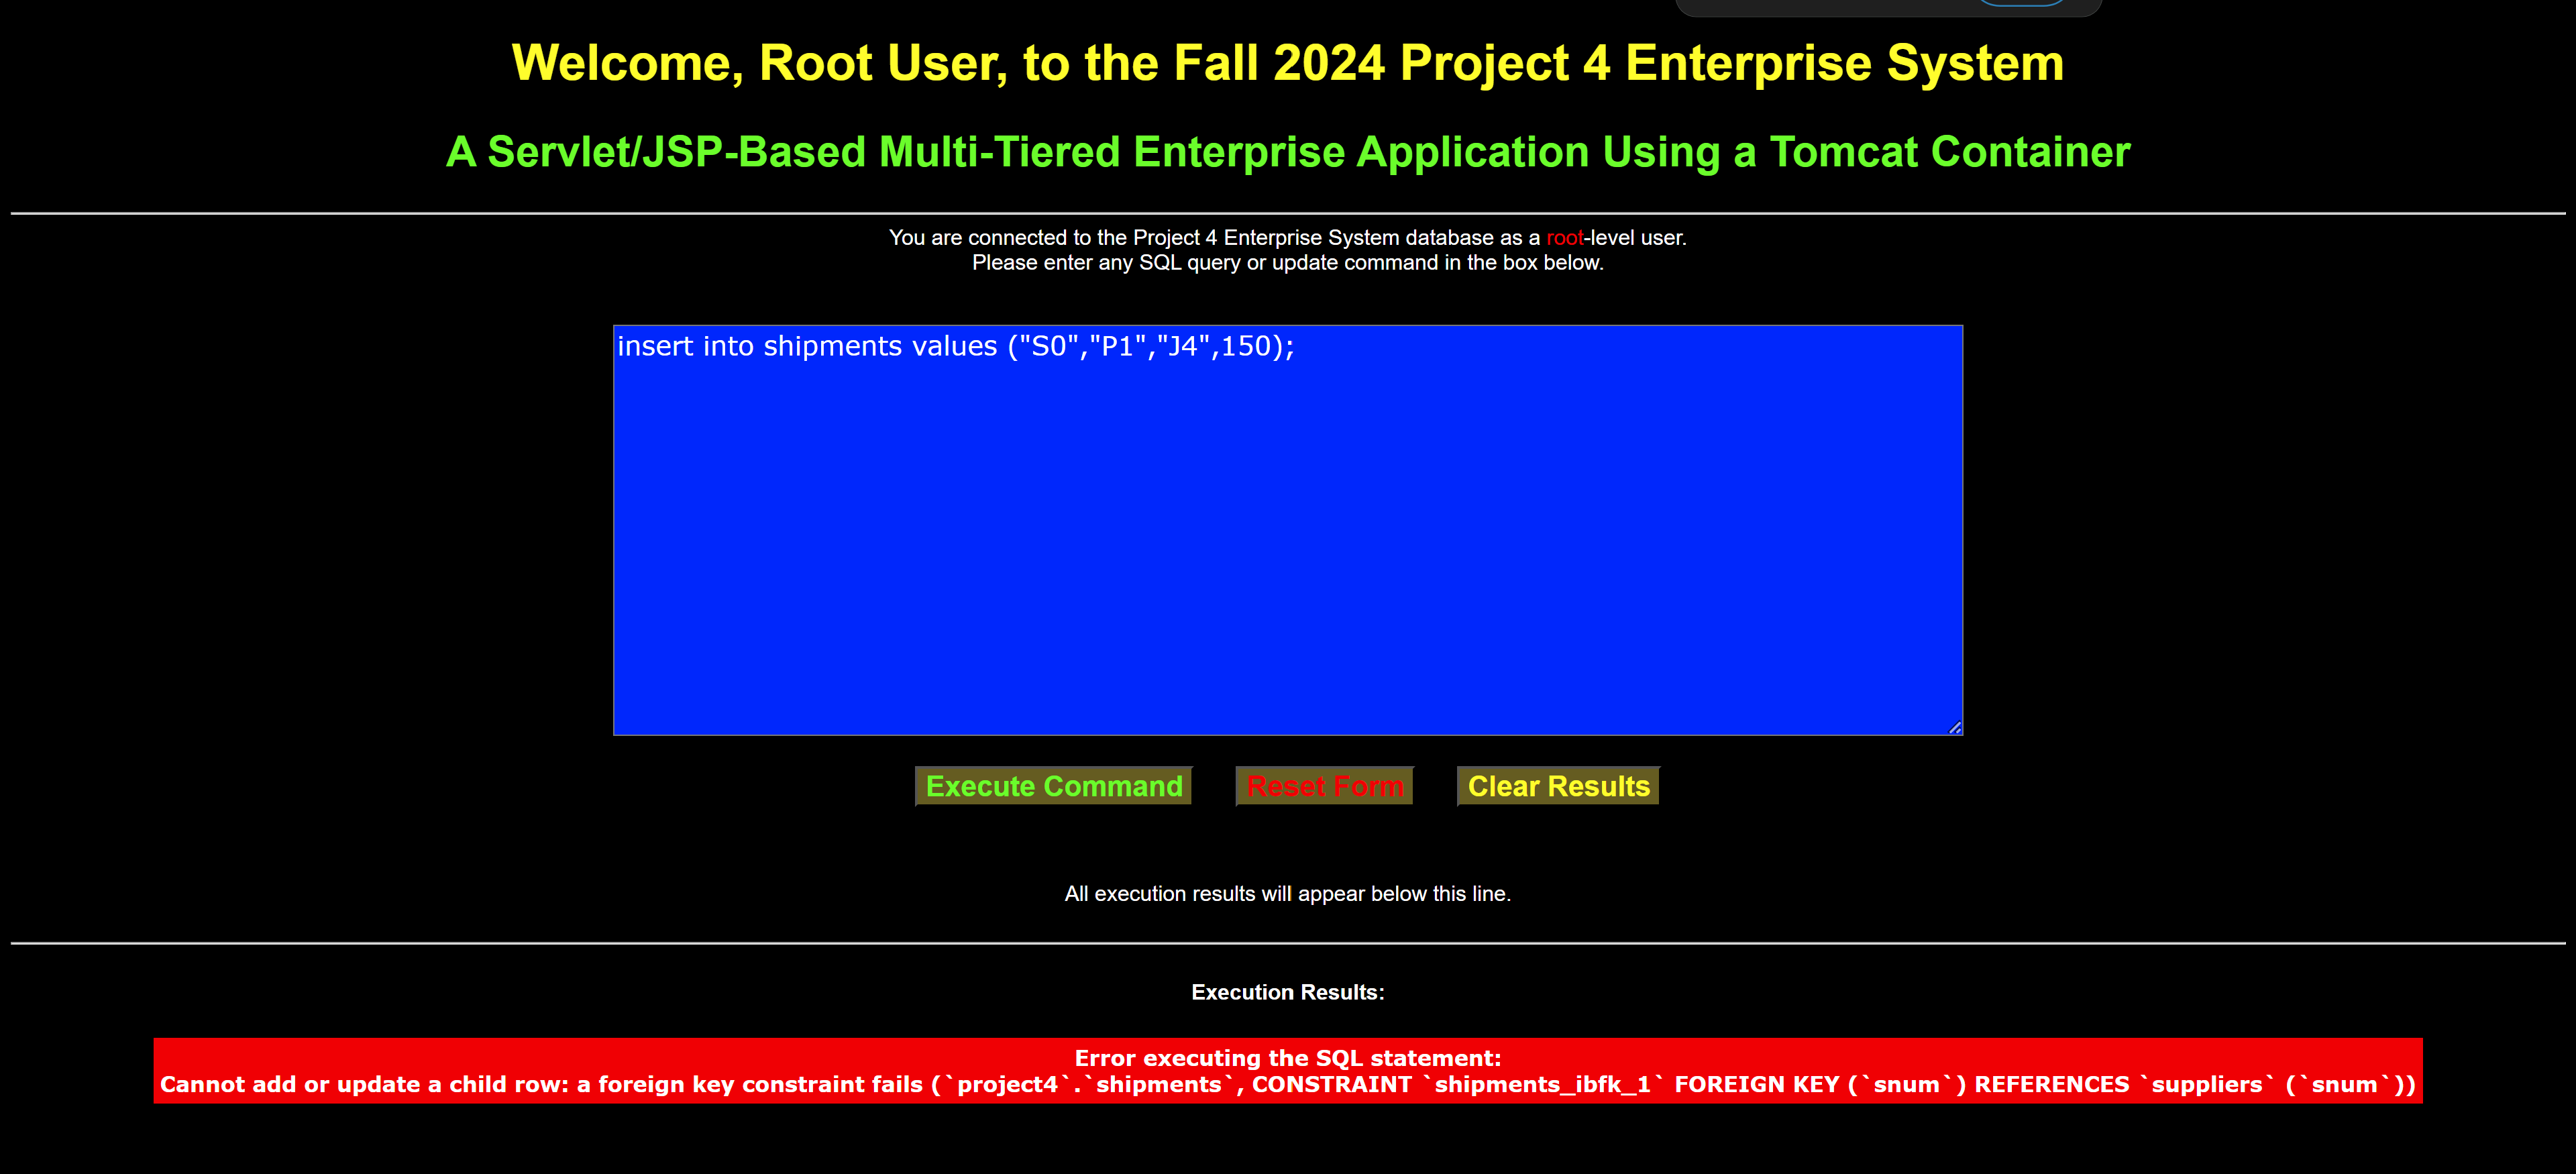 Welcome, Root User, to the Fall 2024 Project 4 Enterprise System
A Servlet/JSP-Based Multi-Tiered Enterprise Application Using a Tomcat Container
You are connected to the Project 4 Enterprise System database as a root-level user.
Please enter any SQL query or update command in the box below.
insert into shipments values ("S0","P1","J4",150);
Execute Command Reset Form Clear Results
All execution results will appear below this line.
Execution Results:
Error executing the SQL statement:
Cannot add or update a child row: a foreign key constraint fails (`project4`.`shipments`, CONSTRAINT `shipments_ibfk_1` FOREIGN KEY (`snum`) REFERENCES `suppliers` (`snum`))